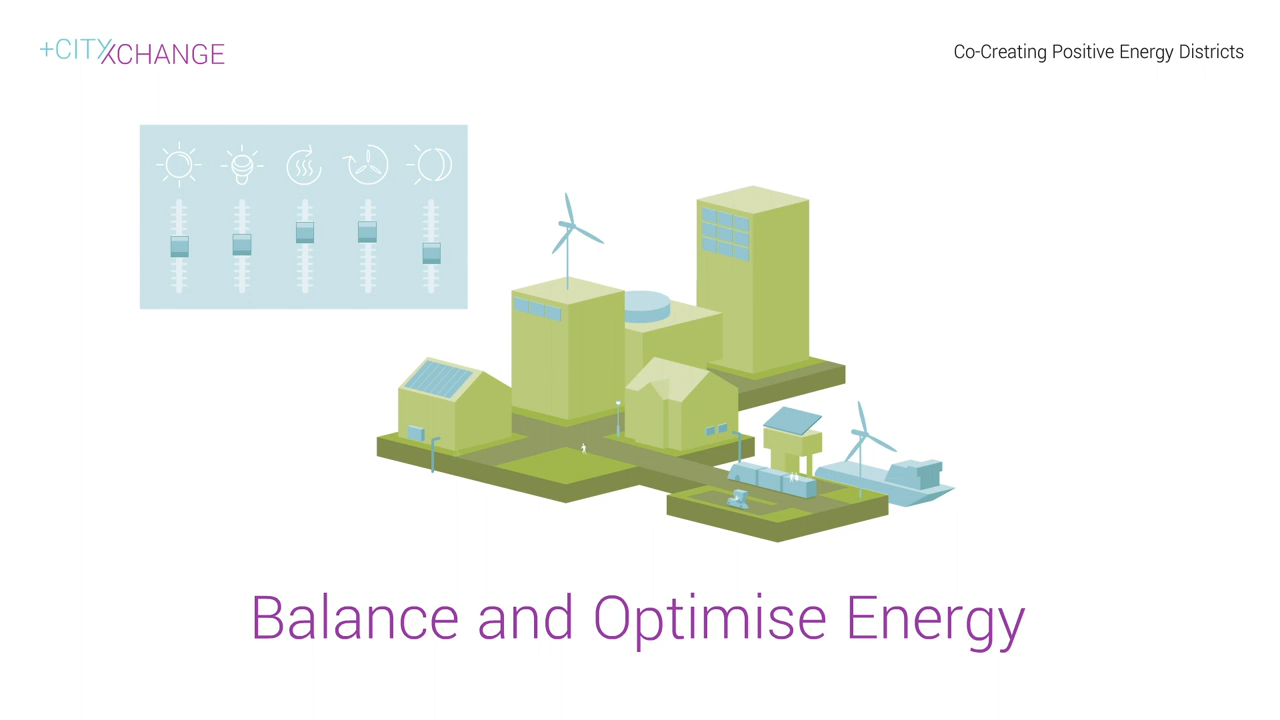 +CITYXCHANGE
Co-Creating Positive Energy Districts
Balance and Optimise Energy